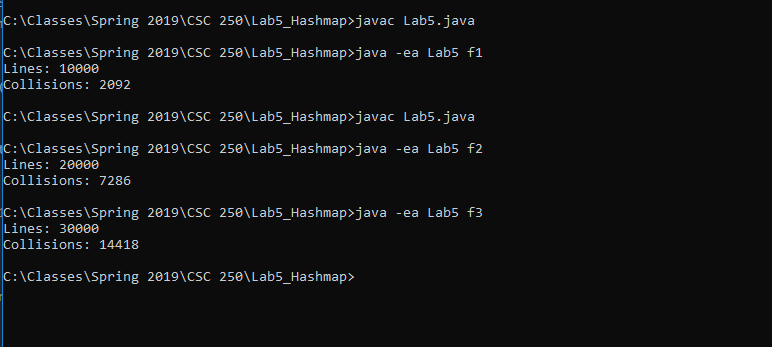 C:\Classes\Spring 2019\CSC 250\Lab5_Hashmap>javac Lab5.java
C:\Classes\Spring 2019\CSC 250\Lab5_Hashmap>java -ea Lab5 f1
Lines: 10000
Collisions: 2092
C:\Classes\Spring 2019\CSC 250\Lab5_Hashmap>javac Lab5.java
C:\Classes\Spring 2019\CSC 250\Lab5_Hashmap>java -ea Lab5 f2
Lines: 20000
Collisions: 7286
C:\Classes\Spring 2019\CSC 250\Lab5_Hashmap>java -ea Lab5 f3
Lines: 30000
Collisions: 14418
C:\Classes\Spring 2019\CSC 250\Lab5_Hashmap>